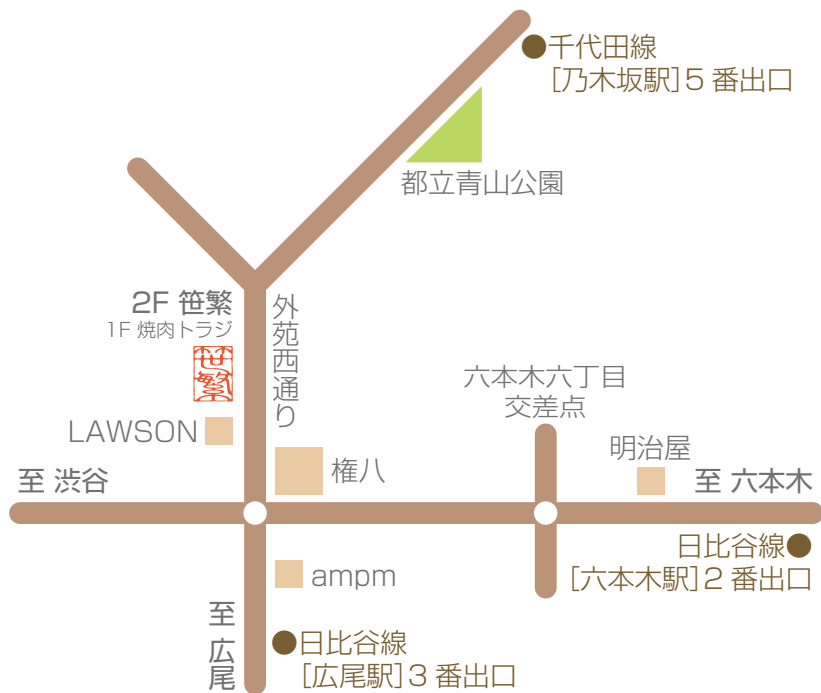 ●千代田線
[乃木坂駅]5番出口
都立青山公園
2F 笹繁
1F 焼肉トラジ
笹繁
外苑西通り
LAWSON
六本木六丁目
交差点
権八
明治屋
至 渋谷
至 六本木
日比谷線●
[六本木駅]2番出口
ampm
至 広尾
●日比谷線
[広尾駅]3番出口